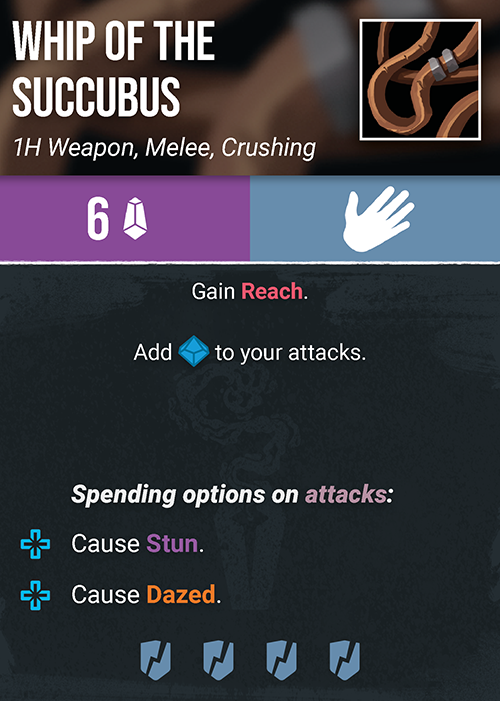 WHIP OF THE
SUCCUBUS
1H Weapon, Melee, Crushing
6
Gain Reach.
Add to your attacks.
Spending options on attacks:
Cause Stun.
Cause Dazed.